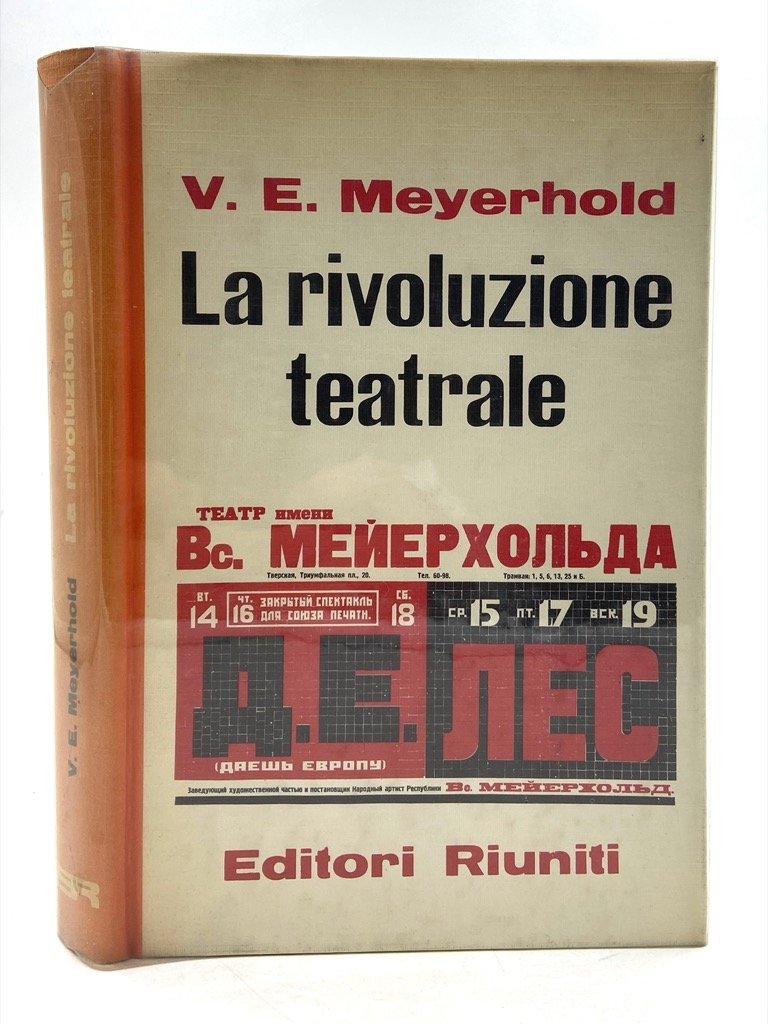 V. E. Meyerhold
La rivoluzione
teatrale
ТЕАТР имени
Вс. МЕЙЕРХОЛЬДА
Тверская, Триумфальная пл., 20. Тел. 60-98. Трамваи: 1, 5, 6, 13, 25 и Б.
ВТ. 14 ЧТ. 16 ЗАКРЫТЫЙ СПЕКТАКЛЬ ДЛЯ СОЮЗА ПЕЧАТН. СБ. 18
Д.Е.
(ДАЕШЬ ЕВРОПУ)
СР. 15 ПТ. 17 ВСК. 19
ЛЕС
Заведующий художественной частью и постановщик Народный артист Республики Вс. МЕЙЕРХОЛЬД.
Editori Riuniti
V. E. Meyerhold La rivoluzione teatrale